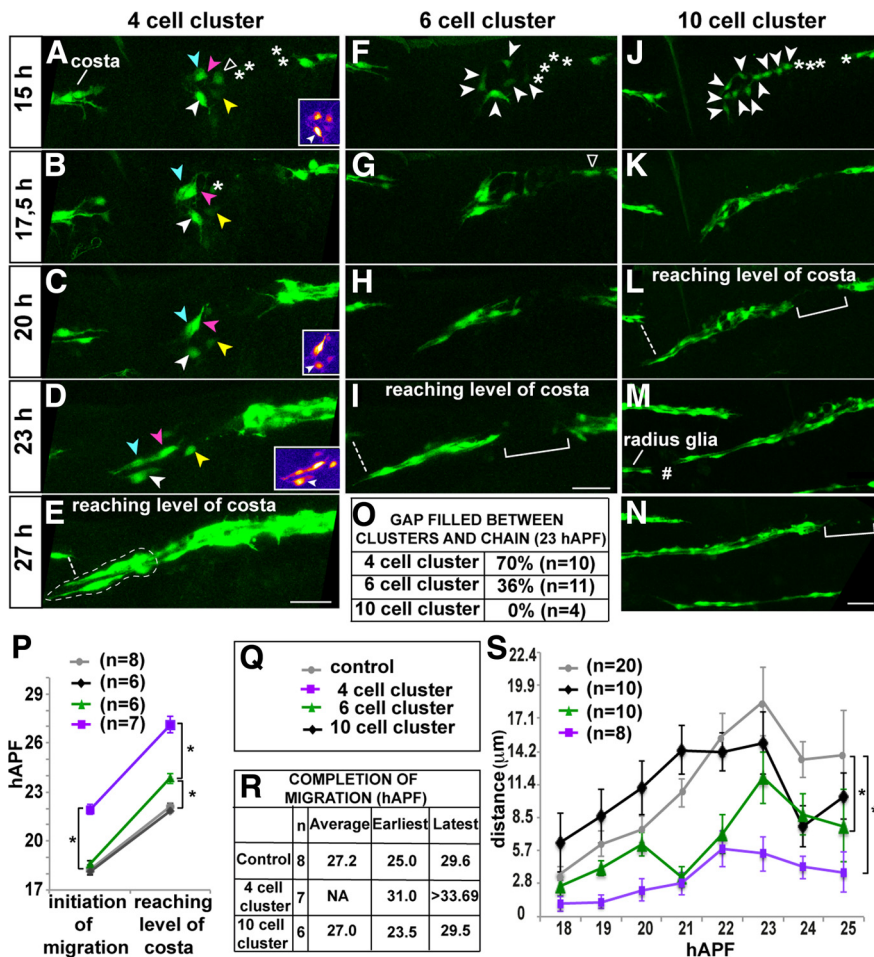 4 cell cluster 6 cell cluster 10 cell cluster
15 h
17,5 h
20 h
23 h
27 h
A
costa
*
*
*
*
B
*
C
D
E
reaching level of costa
F
*
*
*
*
G
H
I
reaching level of costa
J
*** *
K
L
reaching level of costa
M
radius glia
#
N
O
GAP FILLED BETWEEN
CLUSTERS AND CHAIN (23 hAPF)
4 cell cluster 70% (n=10)
6 cell cluster 36% (n=11)
10 cell cluster 0% (n=4)
P
(n=8)
(n=6)
(n=6)
(n=7)
hAPF
29
27
26
22
20
17
*
*
*
initiation of migration
reaching level of costa
Q
control
4 cell cluster
6 cell cluster
10 cell cluster
R
COMPLETION OF
MIGRATION (hAPF)
n Average Earliest Latest
Control 8 27.2 25.0 29.6
4 cell cluster 7 NA 31.0 >33.69
10 cell cluster 6 27.0 23.5 29.5
S
(n=20)
(n=10)
(n=10)
(n=8)
distance (μm)
22.4
19.9
17.1
14.2
11.3
8.5
5.7
2.8
0
*
*
18 19 20 21 22 23 24 25
hAPF